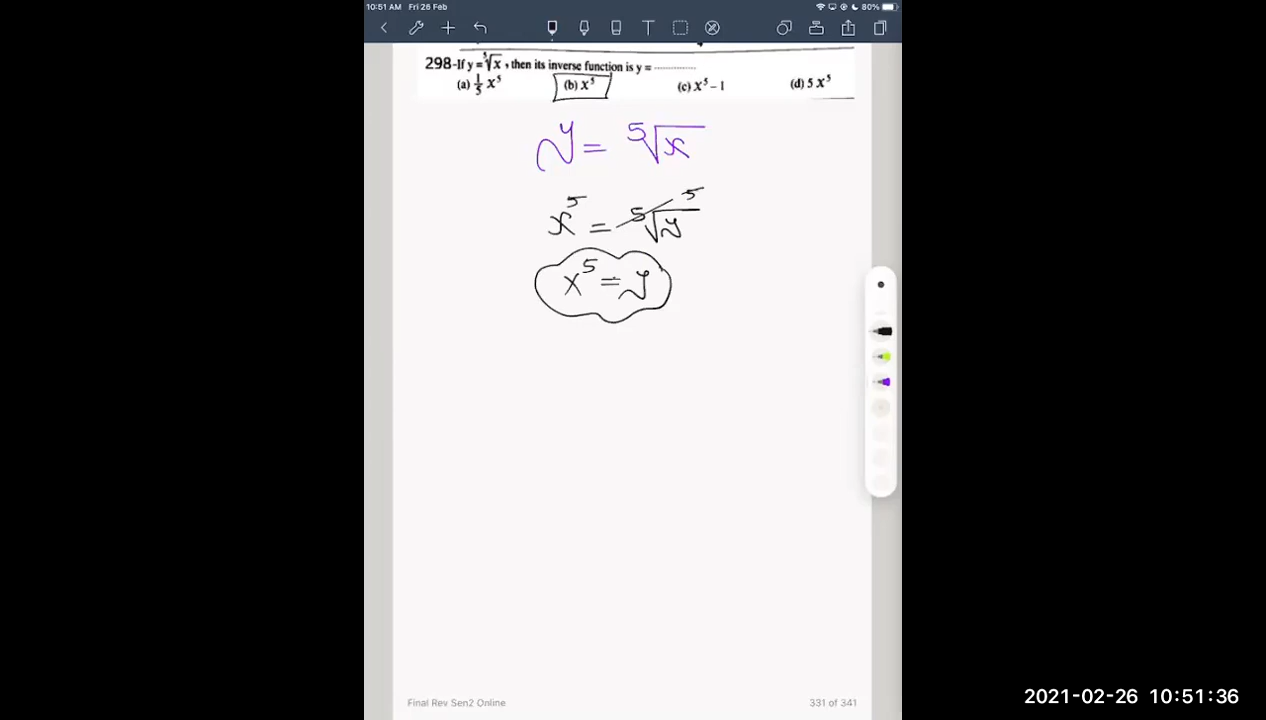 10:51 AM Fri 26 Feb 80%
298-If y = ⁵√x , then its inverse function is y = ............
(a) 1/5 x⁵ (b) x⁵ (c) x⁵ – 1 (d) 5 x⁵
y = ⁵√x
x⁵ = ⁵√y ⁵
x⁵ = y
Final Rev Sen2 Online 331 of 341
2021-02-26 10:51:36